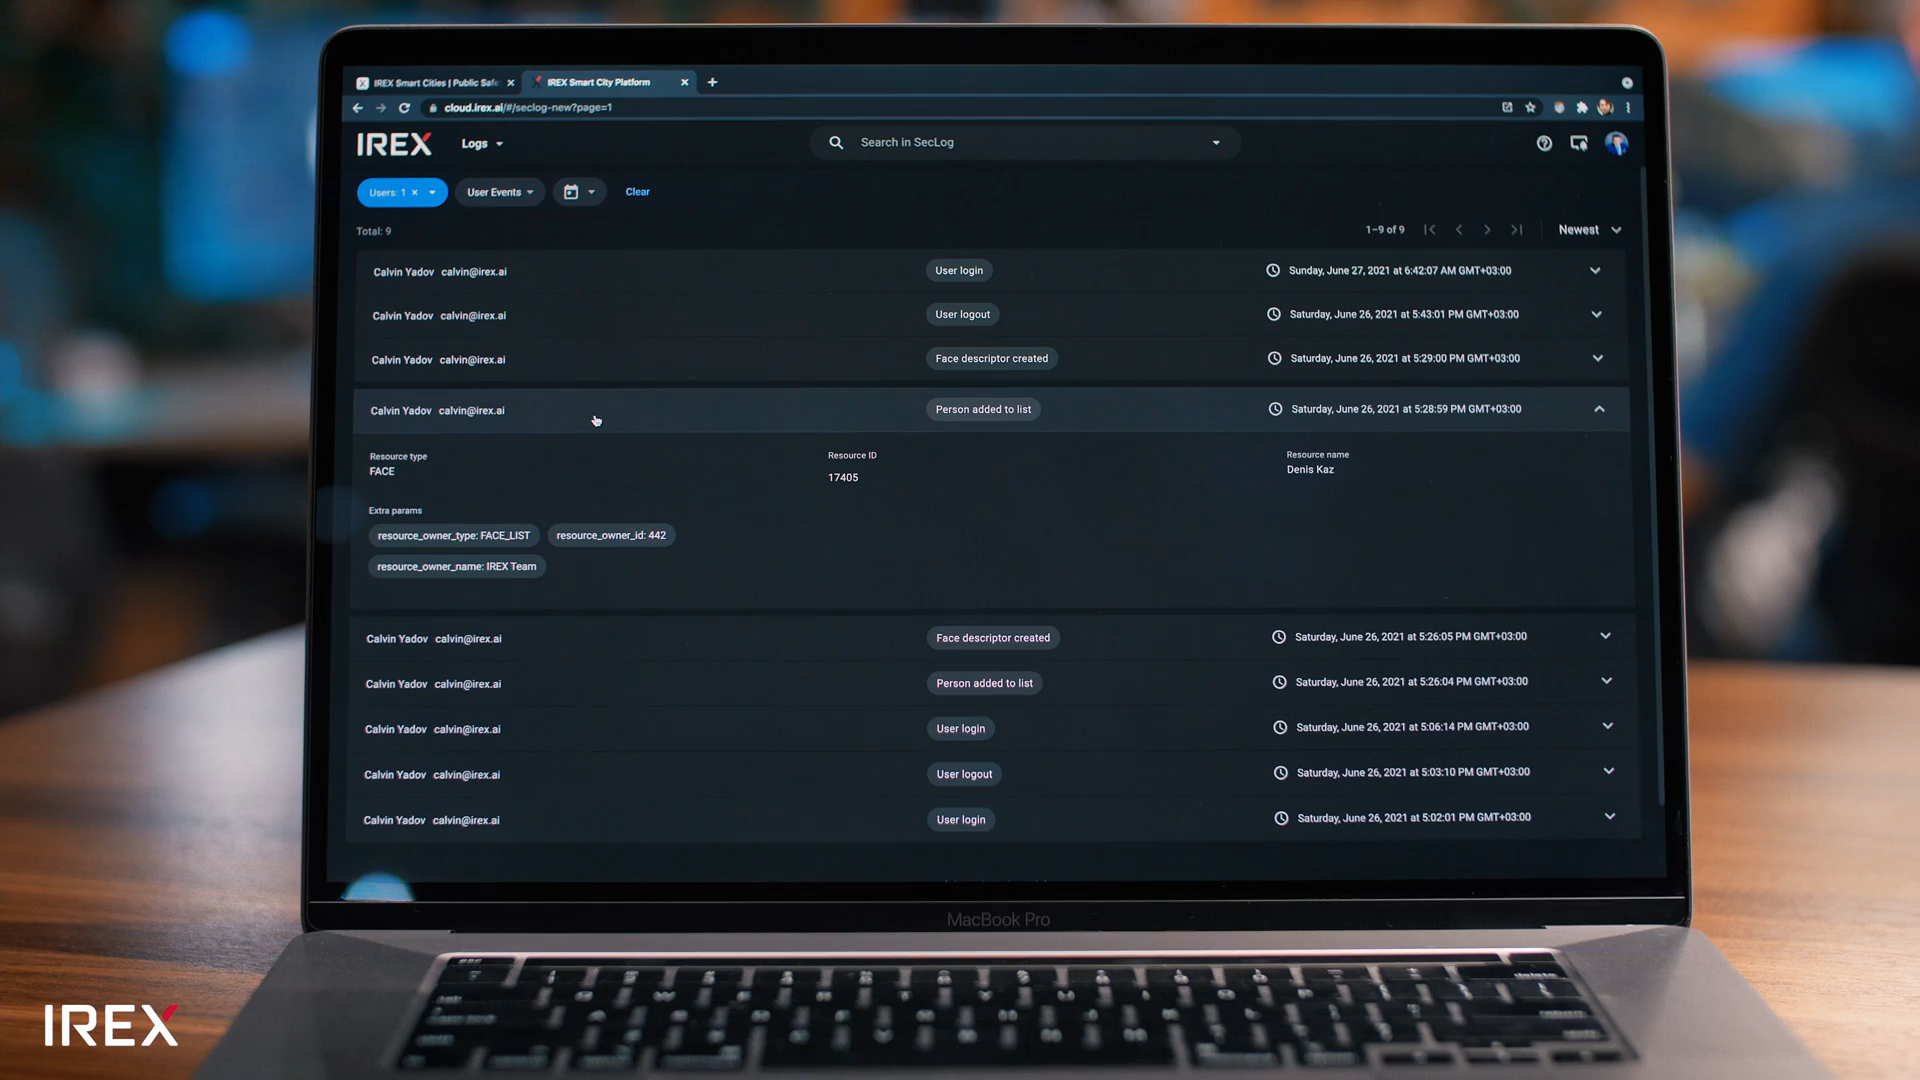 IREX Smart Cities | Public Safe
IREX Smart City Platform
cloud.irex.ai/#/seclog-new?page=1
IREX
Logs
Search in SecLog
Users: 1
User Events
Clear
Total: 9
1–9 of 9
Newest
Calvin Yadov calvin@irex.ai User login Sunday, June 27, 2021 at 6:42:07 AM GMT+03:00
Calvin Yadov calvin@irex.ai User logout Saturday, June 26, 2021 at 5:43:01 PM GMT+03:00
Calvin Yadov calvin@irex.ai Face descriptor created Saturday, June 26, 2021 at 5:29:00 PM GMT+03:00
Calvin Yadov calvin@irex.ai Person added to list Saturday, June 26, 2021 at 5:28:59 PM GMT+03:00
Resource type Resource ID Resource name
FACE 17405 Denis Kaz
Extra params
resource_owner_type: FACE_LIST resource_owner_id: 442
resource_owner_name: IREX Team
Calvin Yadov calvin@irex.ai Face descriptor created Saturday, June 26, 2021 at 5:26:05 PM GMT+03:00
Calvin Yadov calvin@irex.ai Person added to list Saturday, June 26, 2021 at 5:26:04 PM GMT+03:00
Calvin Yadov calvin@irex.ai User login Saturday, June 26, 2021 at 5:06:14 PM GMT+03:00
Calvin Yadov calvin@irex.ai User logout Saturday, June 26, 2021 at 5:03:10 PM GMT+03:00
Calvin Yadov calvin@irex.ai User login Saturday, June 26, 2021 at 5:02:01 PM GMT+03:00
MacBook Pro
IREX